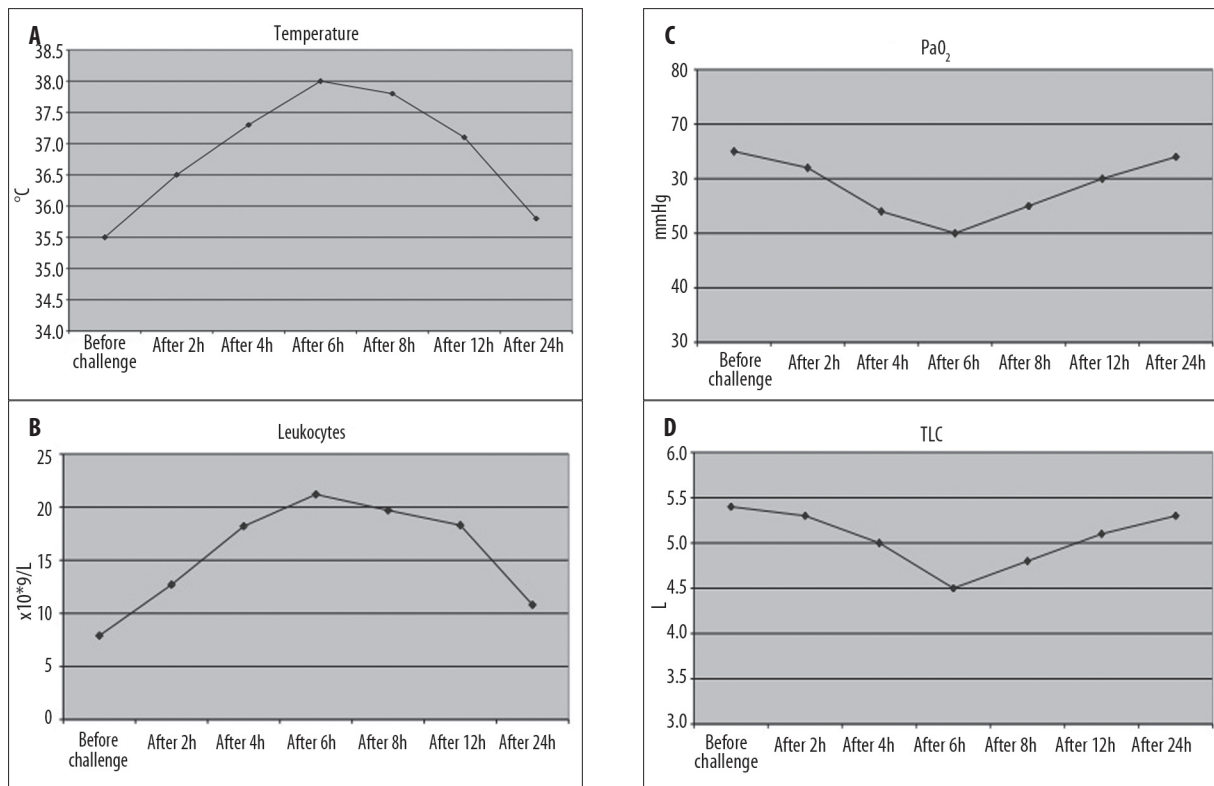 A
Temperature
38.5
38.0
37.5
37.0
36.5
36.0
35.5
35.0
34.5
34.0
°C
Before
challenge
After 2h
After 4h
After 6h
After 8h
After 12h
After 24h
B
Leukocytes
25
20
15
10
5
0
x10*9/L
Before
challenge
After 2h
After 4h
After 6h
After 8h
After 12h
After 24h
C
Pa0₂
80
70
30
50
40
30
mmHg
Before
challenge
After 2h
After 4h
After 6h
After 8h
After 12h
After 24h
D
TLC
6.0
5.5
5.0
4.5
4.0
3.5
3.0
L
Before
challenge
After 2h
After 4h
After 6h
After 8h
After 12h
After 24h